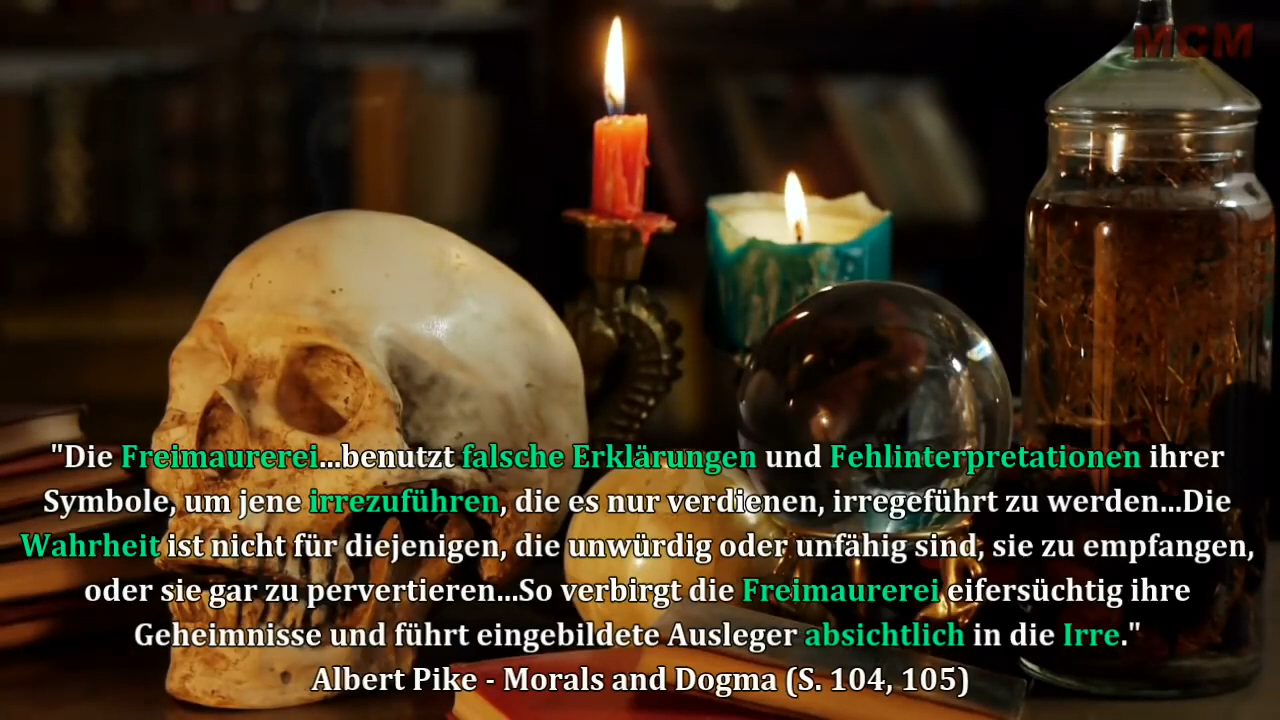 MCM
"Die Freimaurerei...benutzt falsche Erklärungen und Fehlinterpretationen ihrer
Symbole, um jene irrezuführen, die es nur verdienen, irregeführt zu werden...Die
Wahrheit ist nicht für diejenigen, die unwürdig oder unfähig sind, sie zu empfangen,
oder sie gar zu pervertieren...So verbirgt die Freimaurerei eifersüchtig ihre
Geheimnisse und führt eingebildete Ausleger absichtlich in die Irre."
Albert Pike - Morals and Dogma (S. 104, 105)